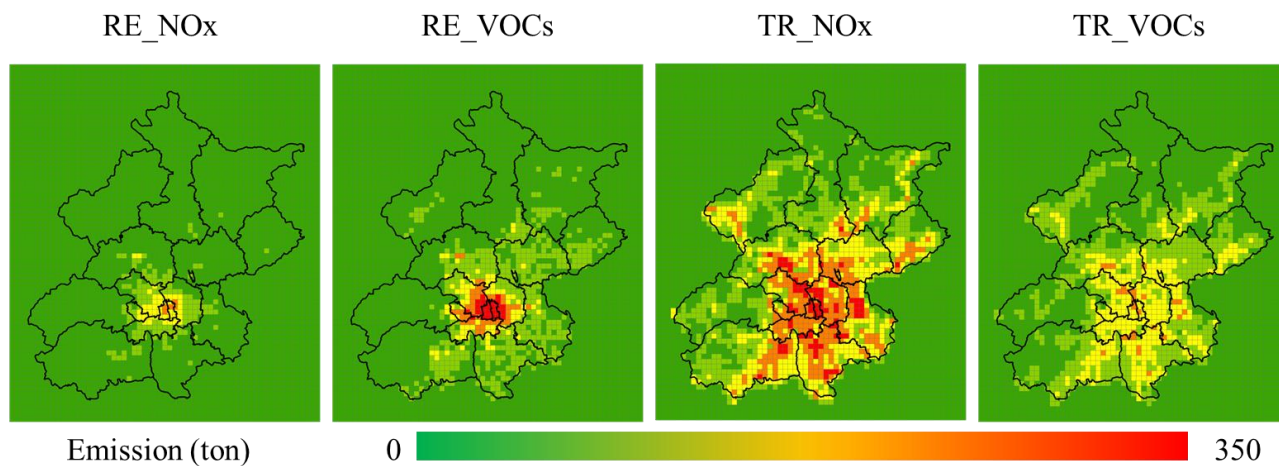 RE_NOx RE_VOCs TR_NOx TR_VOCs
Emission (ton) 0 350